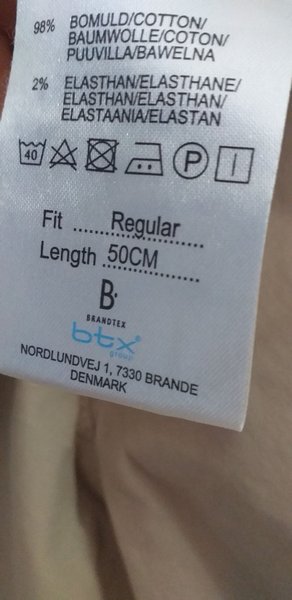 98% BOMULD/COTTON/
BAUMWOLLE/COTON/
PUUVILLA/BAWELNA
2% ELASTHAN/ELASTHANE/
ELASTHAN/ELASTHAN/
ELASTAANIA/ELASTAN
40 P
Fit ........Regular......
Length .50CM.......
B.
BRANDTEX
btx
group
NORDLUNDVEJ 1, 7330 BRANDE
DENMARK